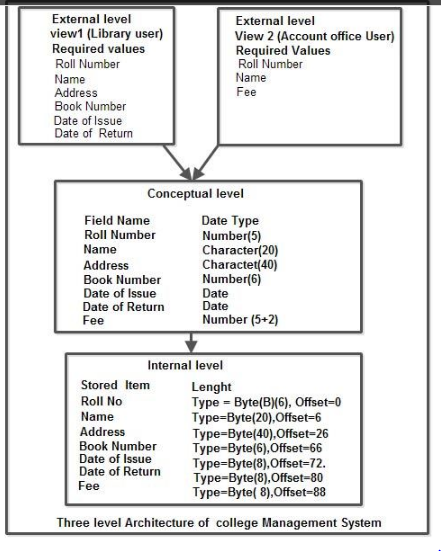 External level
view1 (Library user)
Required values
Roll Number
Name
Address
Book Number
Date of Issue
Date of Return
External level
View 2 (Account office User)
Required Values
Roll Number
Name
Fee
Conceptual level
Field Name Date Type
Roll Number Number(5)
Name Character(20)
Address Charactet(40)
Book Number Number(6)
Date of Issue Date
Date of Return Date
Fee Number (5+2)
Internal level
Stored Item Lenght
Roll No Type = Byte(B)(6), Offset=0
Name Type=Byte(20),Offset=6
Address Type=Byte(40),Offset=26
Book Number Type=Byte(6),Offset=66
Date of Issue Type=Byte(8),Offset=72.
Date of Return Type=Byte(8),Offset=80
Fee Type=Byte( 8),Offset=88
Three level Architecture of college Management System